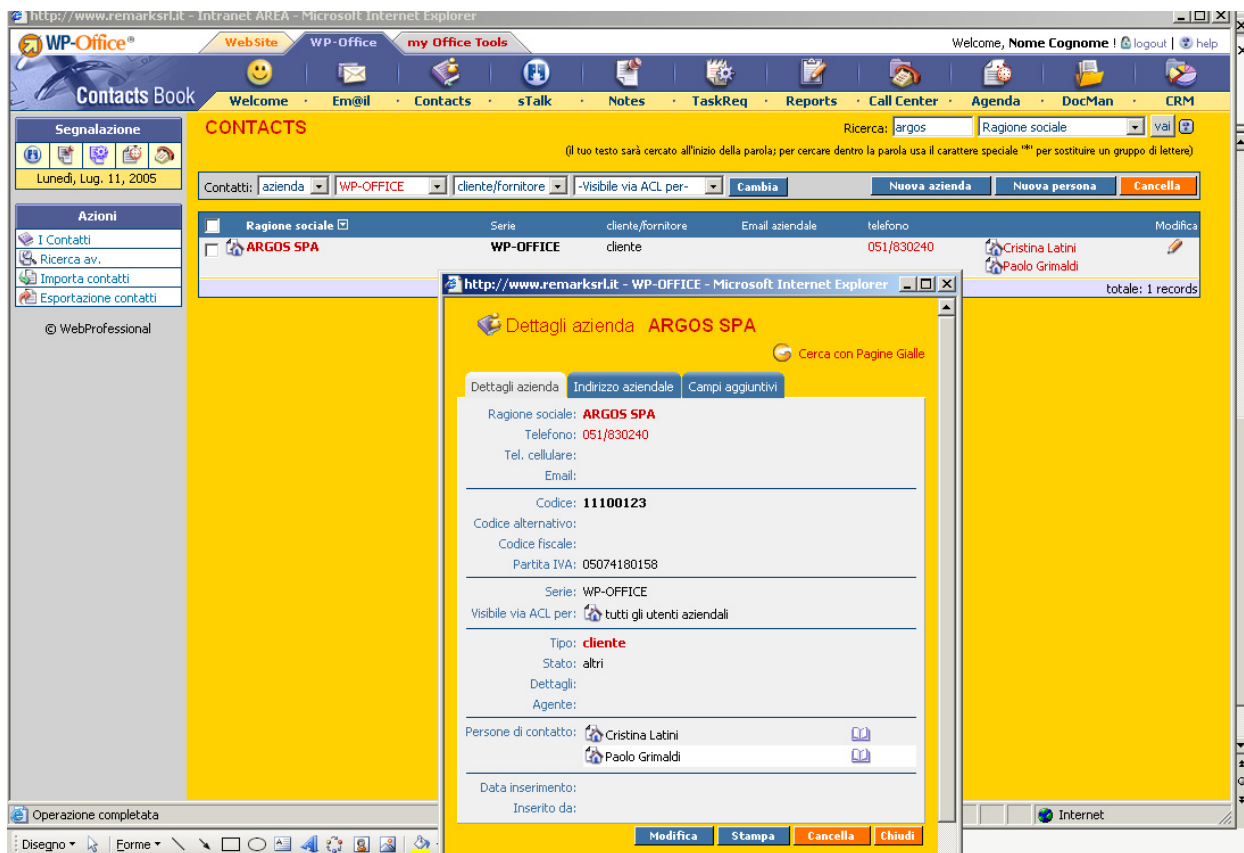 http://www.remarksrl.it - Intranet AREA - Microsoft Internet Explorer
WP-Office®
WebSite WP-Office my Office Tools
Welcome, Nome Cognome ! logout | help
Contacts Book
Welcome · Em@il · Contacts · sTalk · Notes · TaskReq · Reports · Call Center · Agenda · DocMan · CRM
Segnalazione
Lunedì, Lug. 11, 2005
Azioni
I Contatti
Ricerca av.
Importa contatti
Esportazione contatti
© WebProfessional
CONTACTS
Ricerca: argos Ragione sociale vai
(il tuo testo sarà cercato all'inizio della parola; per cercare dentro la parola usa il carattere speciale "*" per sostituire un gruppo di lettere)
Contatti: azienda WP-OFFICE cliente/fornitore -Visibile via ACL per- Cambia Nuova azienda Nuova persona Cancella
Ragione sociale Serie cliente/fornitore Email aziendale telefono Modifica
ARGOS SPA WP-OFFICE cliente 051/830240 Cristina Latini
Paolo Grimaldi
totale: 1 records
http://www.remarksrl.it - WP-OFFICE - Microsoft Internet Explorer
Dettagli azienda ARGOS SPA
Cerca con Pagine Gialle
Dettagli azienda Indirizzo aziendale Campi aggiuntivi
Ragione sociale: ARGOS SPA
Telefono: 051/830240
Tel. cellulare:
Email:
Codice: 11100123
Codice alternativo:
Codice fiscale:
Partita IVA: 05074180158
Serie: WP-OFFICE
Visibile via ACL per: tutti gli utenti aziendali
Tipo: cliente
Stato: altri
Dettagli:
Agente:
Persone di contatto: Cristina Latini
Paolo Grimaldi
Data inserimento:
Inserito da:
Modifica Stampa Cancella Chiudi
Operazione completata
Internet
Disegno Forme